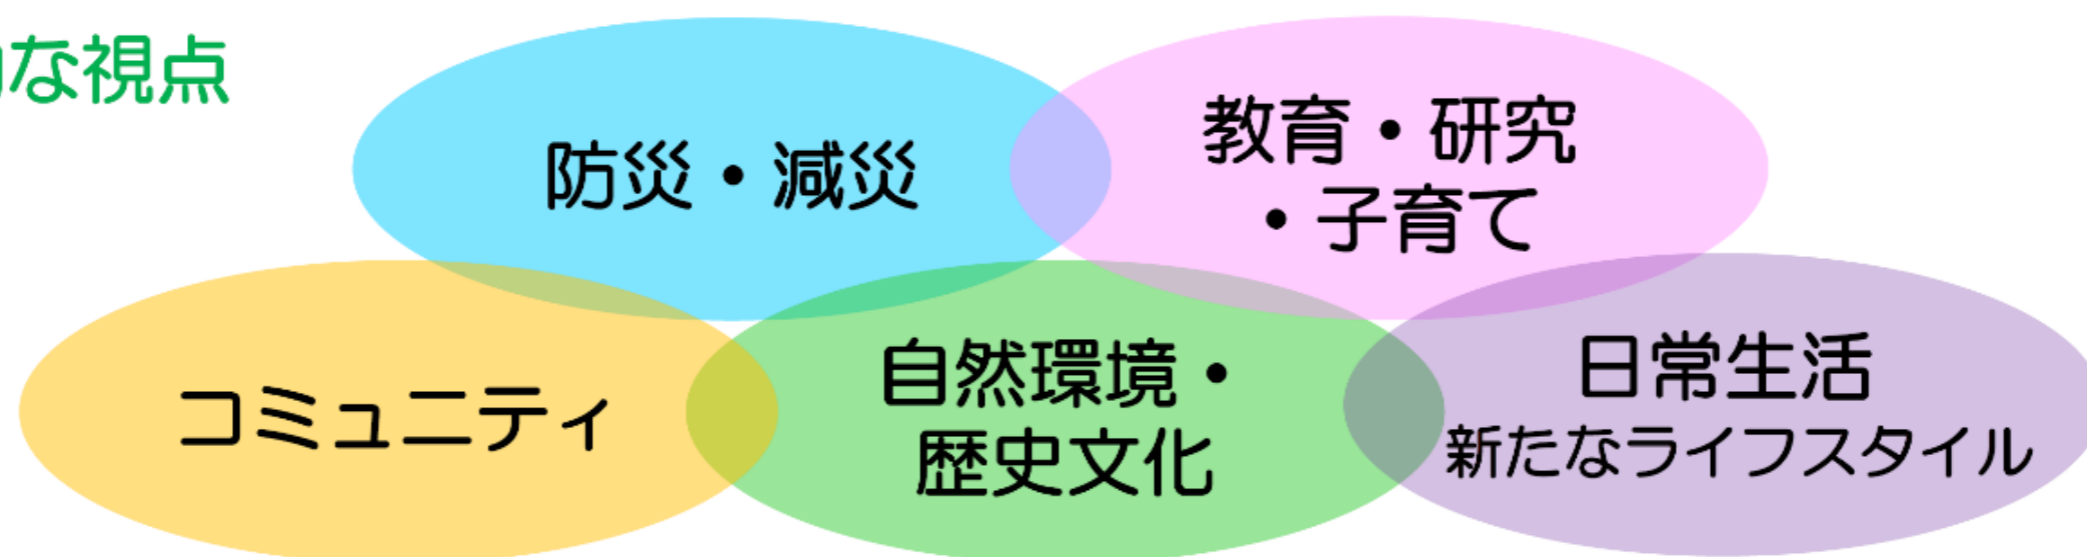 な視点
防災・減災
教育・研究
・子育て
コミュニティ
自然環境・
歴史文化
日常生活
新たなライフスタイル